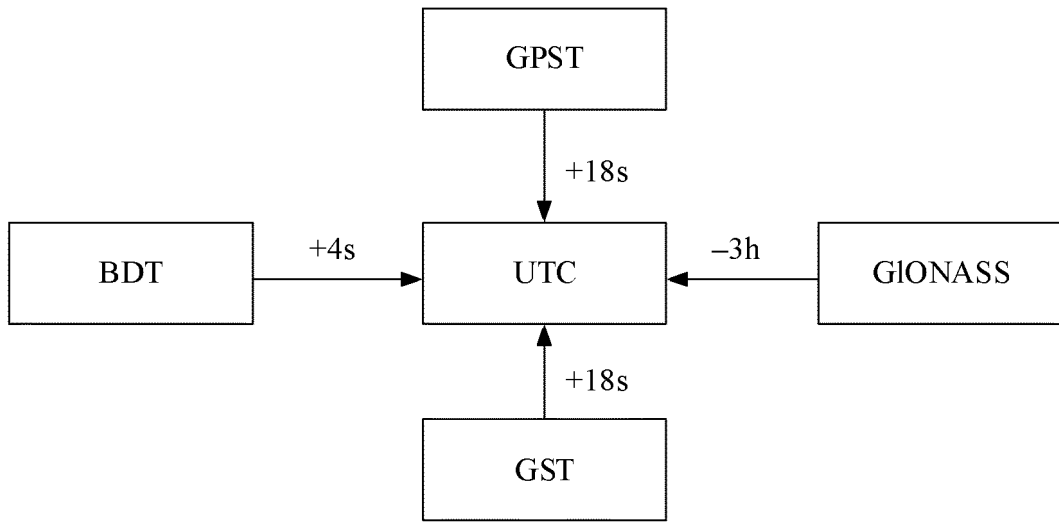 GPST
+18s
BDT
+4s
UTC
–3h
GlONASS
+18s
GST